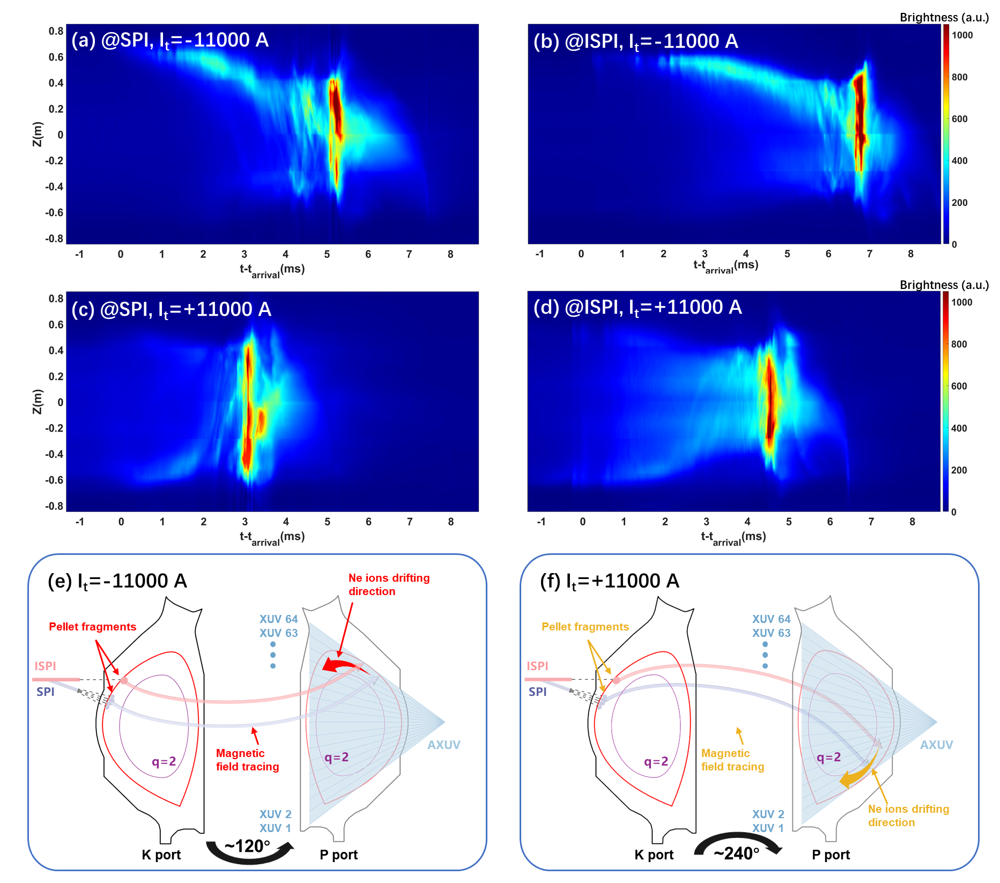 Brightness (a.u.)
(a) @SPI, It=-11000 A
(b) @ISPI, It=-11000 A
0.8
0.6
0.4
0.2
0
-0.2
-0.4
-0.6
-0.8
Z(m)
1000
800
600
400
200
0
-1 0 1 2 3 4 5 6 7 8
t-tarrival(ms)
-1 0 1 2 3 4 5 6 7 8
t-tarrival(ms)
Brightness (a.u.)
(c) @SPI, It=+11000 A
(d) @ISPI, It=+11000 A
0.8
0.6
0.4
0.2
0
-0.2
-0.4
-0.6
-0.8
Z(m)
1000
800
600
400
200
0
-1 0 1 2 3 4 5 6 7 8
t-tarrival(ms)
-1 0 1 2 3 4 5 6 7 8
t-tarrival(ms)
(e) It=-11000 A
Ne ions drifting
direction
Pellet fragments
XUV 64
XUV 63
ISPI
SPI
q=2
q=2
Magnetic
field tracing
AXUV
XUV 2
XUV 1
K port
~120°
P port
(f) It=+11000 A
Pellet fragments
XUV 64
XUV 63
ISPI
SPI
q=2
q=2
Magnetic
field tracing
AXUV
Ne ions drifting
direction
XUV 2
XUV 1
K port
~240°
P port